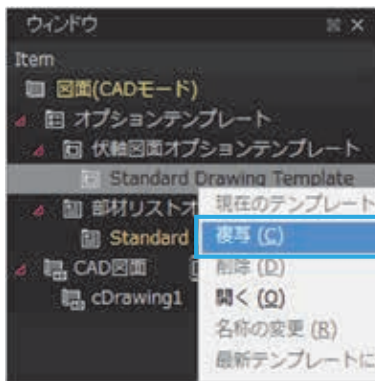 ウィンドウ
Item
図面(CADモード)
オプションテンプレート
伏軸図面オプションテンプレート
Standard Drawing Template
現在のテンプレート
部材リストオ
複写 (C)
Standard
削除 (D)
CAD図面
開く (O)
cDrawing1
名称の変更 (R)
最新テンプレートに